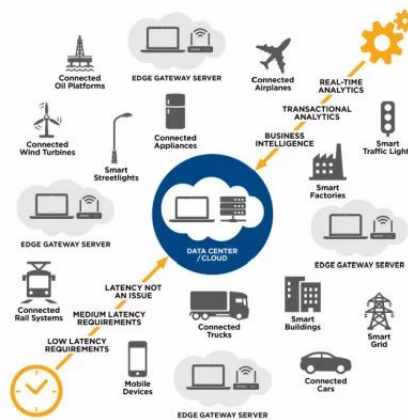 EDGE GATEWAY SERVER
Connected
Oil Platforms
Connected
Airplanes
REAL-TIME
ANALYTICS
TRANSACTIONAL
ANALYTICS
BUSINESS
INTELLIGENCE
Connected
Wind Turbines
Smart
Streetlights
Connected
Appliances
Smart
Traffic Light
Smart
Factories
EDGE GATEWAY SERVER
DATA CENTER
/CLOUD
EDGE GATEWAY SERVER
LATENCY NOT
AN ISSUE
MEDIUM LATENCY
REQUIREMENTS
LOW LATENCY
REQUIREMENTS
Connected
Rail Systems
Connected
Trucks
Smart
Buildings
Smart
Grid
Mobile
Devices
EDGE GATEWAY SERVER
Connected
Cars